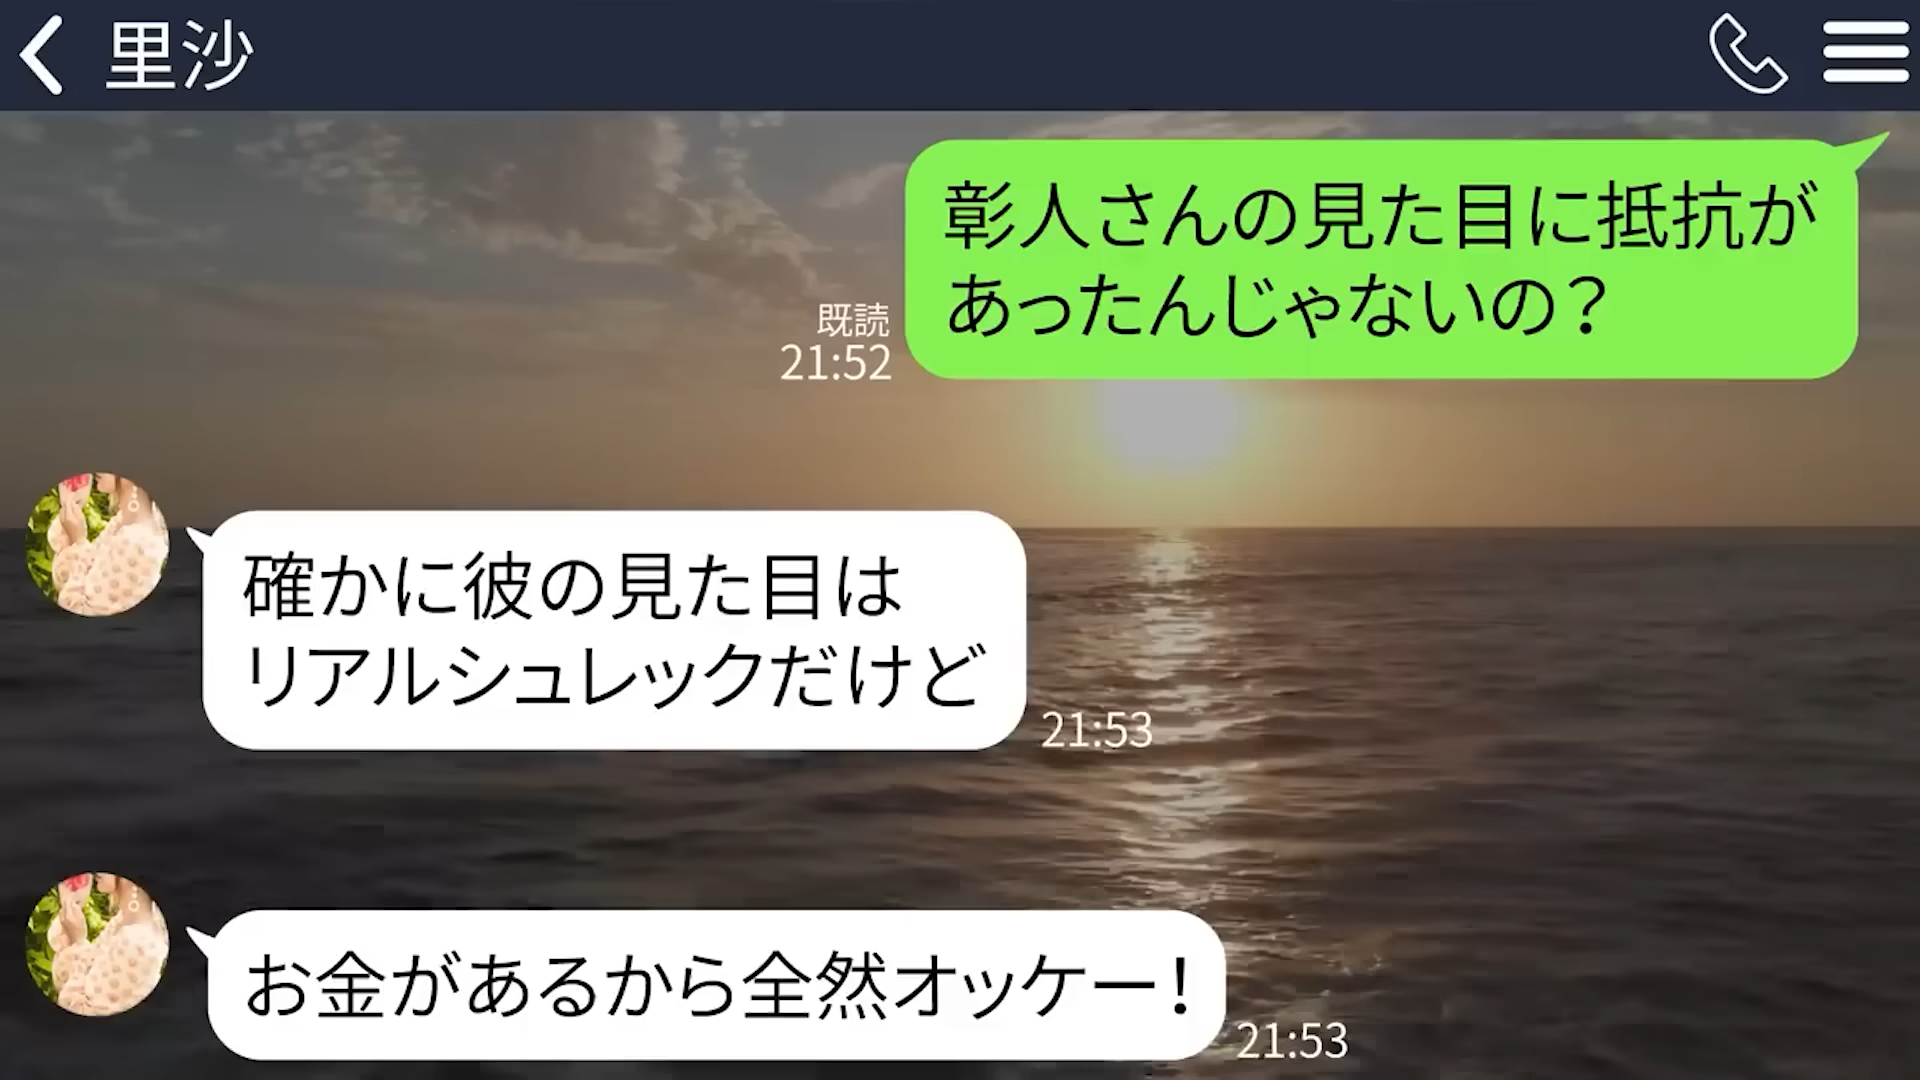 里沙
彰人さんの見た目に抵抗が
あったんじゃないの？
既読
21:52
確かに彼の見た目は
リアルシュレックだけど
21:53
お金があるから全然オッケー！
21:53